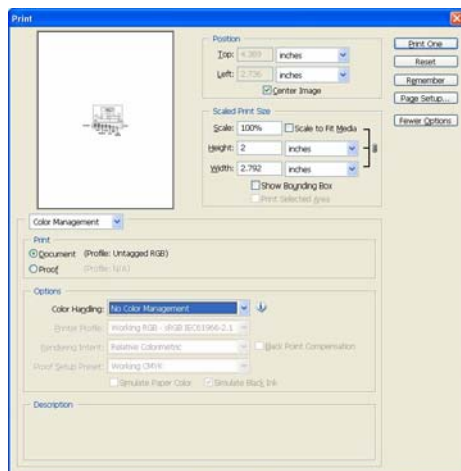 Print
Position
Top: 4.389 inches
Left: 2.736 inches
Center Image
Scaled Print Size
Scale: 100% Scale to Fit Media
Height: 2 inches
Width: 2.792 inches
Show Bounding Box
Print Selected Area
Print One
Reset
Remember
Page Setup...
Fewer Options
Color Management
Print
Document (Profile: Untagged RGB)
Proof (Profile: N/A)
Options
Color Handling: No Color Management
Printer Profile: Working RGB - sRGB IEC61966-2.1
Rendering Intent: Relative Colorimetric Black Point Compensation
Proof Setup Preset: Working CMYK
Simulate Paper Color Simulate Black Ink
Description